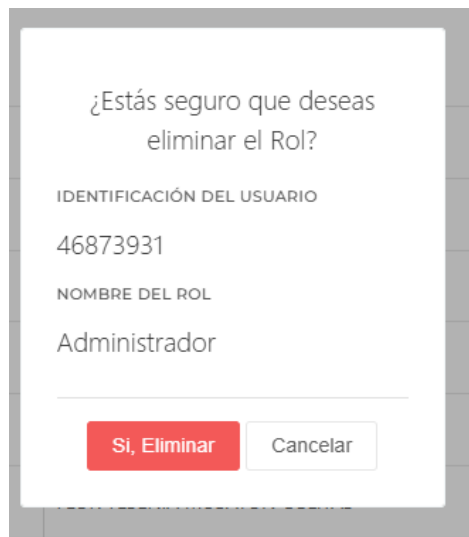 ¿Estás seguro que deseas
eliminar el Rol?
IDENTIFICACIÓN DEL USUARIO
46873931
NOMBRE DEL ROL
Administrador
Si, Eliminar
Cancelar